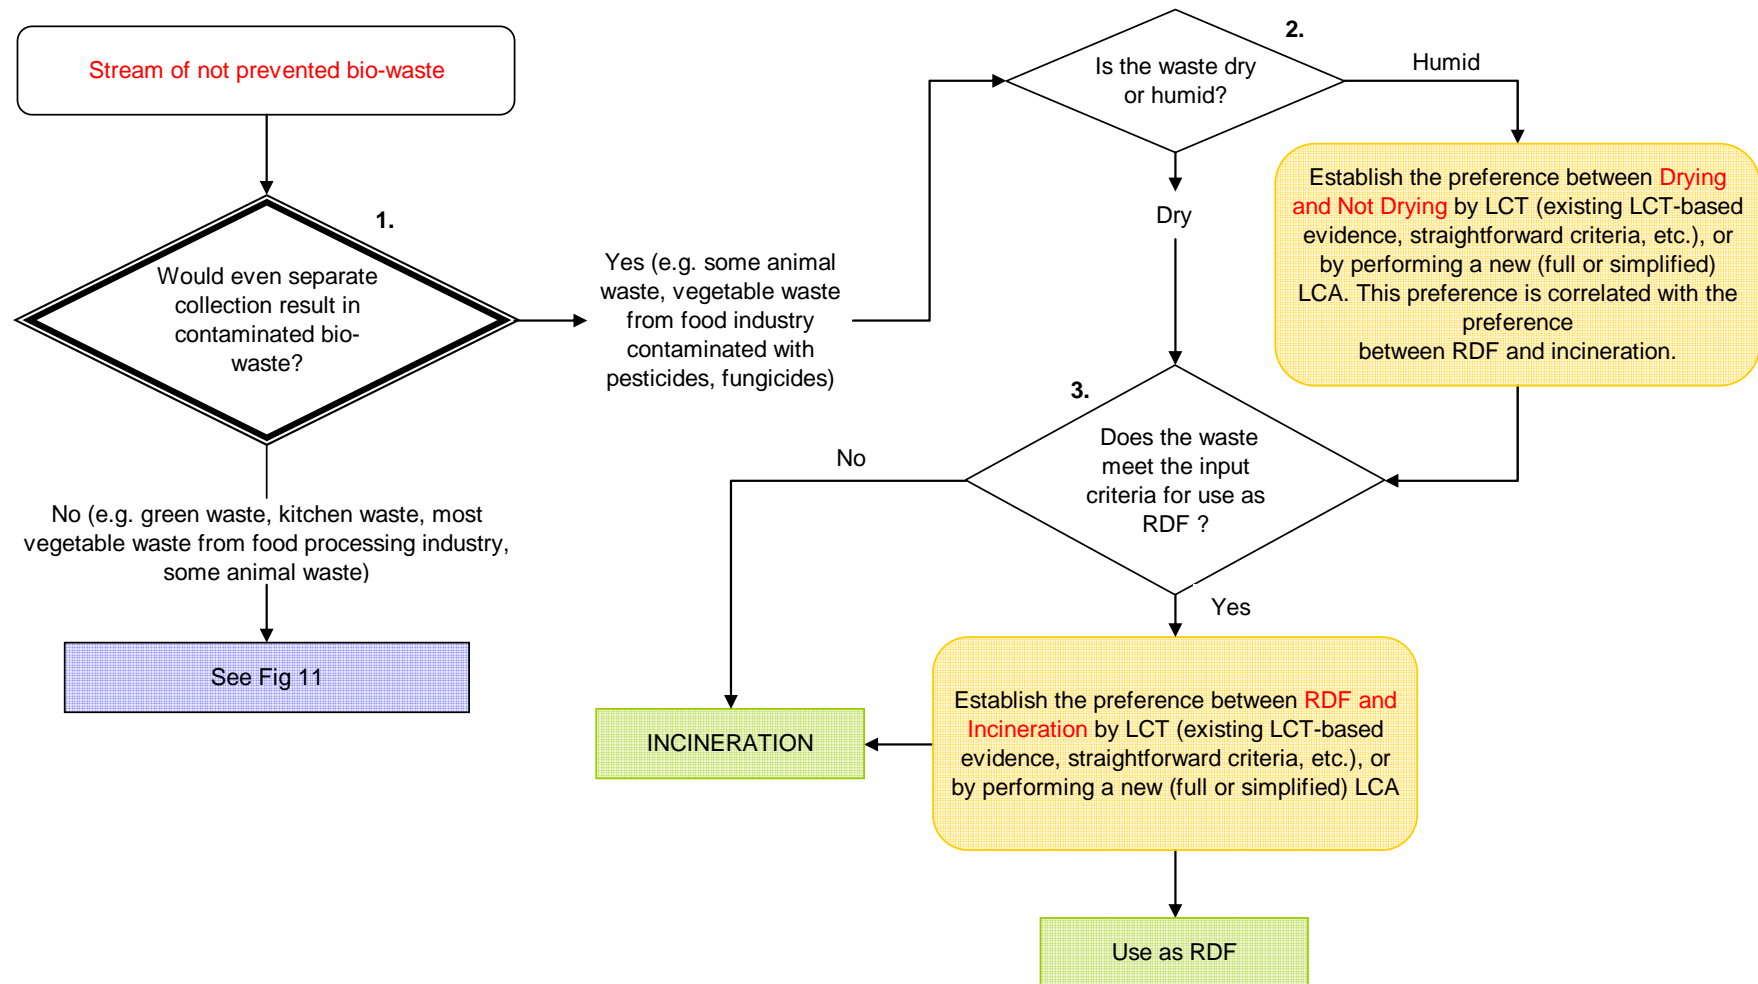 Stream of not prevented bio-waste
1.
Would even separate
collection result in
contaminated bio-
waste?
Yes (e.g. some animal
waste, vegetable waste
from food industry
contaminated with
pesticides, fungicides)
No (e.g. green waste, kitchen waste, most
vegetable waste from food processing industry,
some animal waste)
See Fig 11
2.
Is the waste dry
or humid?
Humid
Dry
Establish the preference between Drying
and Not Drying by LCT (existing LCT-based
evidence, straightforward criteria, etc.), or
by performing a new (full or simplified)
LCA. This preference is correlated with the
preference
between RDF and incineration.
3.
Does the waste
meet the input
criteria for use as
RDF ?
No
Yes
INCINERATION
Establish the preference between RDF and
Incineration by LCT (existing LCT-based
evidence, straightforward criteria, etc.), or
by performing a new (full or simplified) LCA
Use as RDF